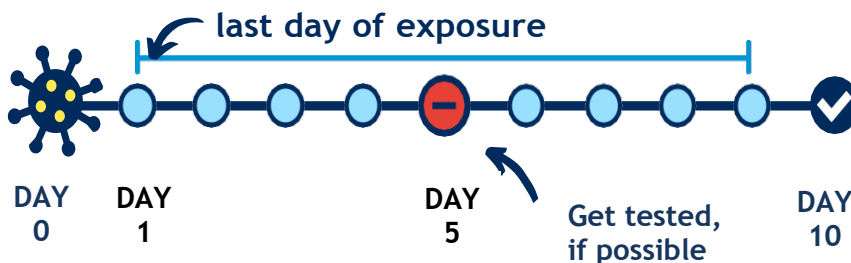 last day of exposure
DAY
0
DAY
1
DAY
5
Get tested,
if possible
DAY
10